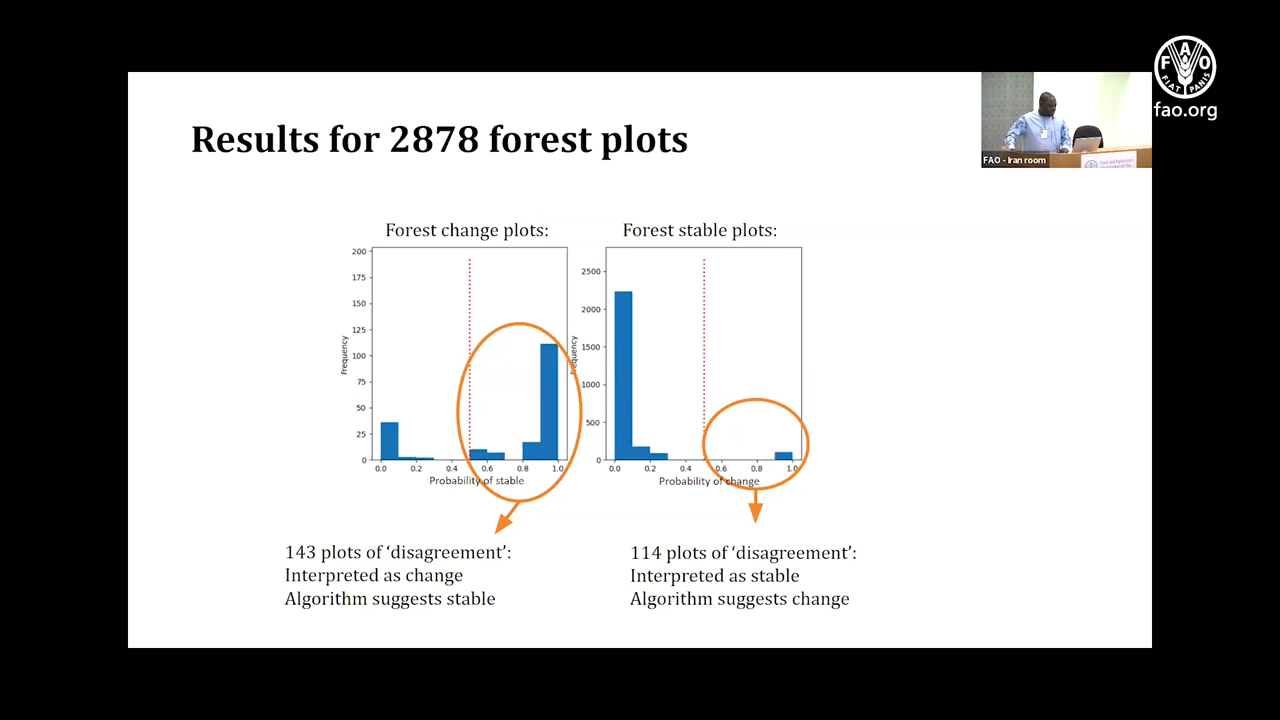 FAO
FIAT PANIS
fao.org
FAO - Iran room
Results for 2878 forest plots
Forest change plots:
200
175
150
125
100
75
50
25
0
Frequency
0.0 0.2 0.4 0.6 0.8 1.0
Probability of stable
Forest stable plots:
2500
2000
1500
1000
500
0
Frequency
0.0 0.2 0.4 0.6 0.8 1.0
Probability of change
143 plots of ‘disagreement’:
Interpreted as change
Algorithm suggests stable
114 plots of ‘disagreement’:
Interpreted as stable
Algorithm suggests change